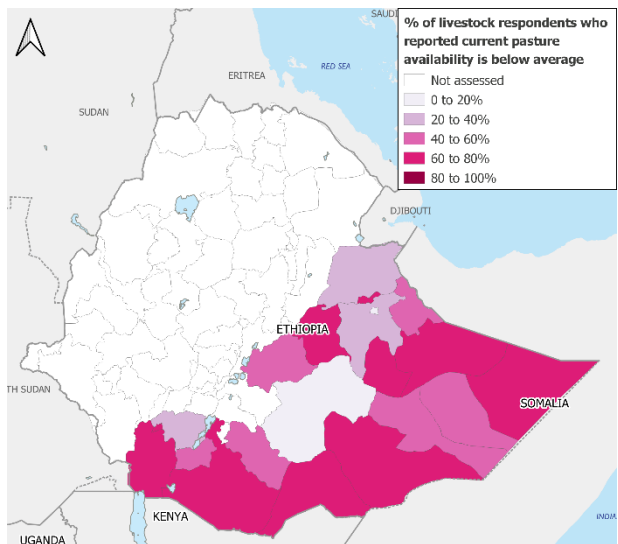 % of livestock respondents who
reported current pasture
availability is below average
Not assessed
0 to 20%
20 to 40%
40 to 60%
60 to 80%
80 to 100%
SAUDI
RED SEA
ERITREA
SUDAN
DJIBOUTI
ETHIOPIA
TH SUDAN
SOMALIA
KENYA
INDIA
UGANDA